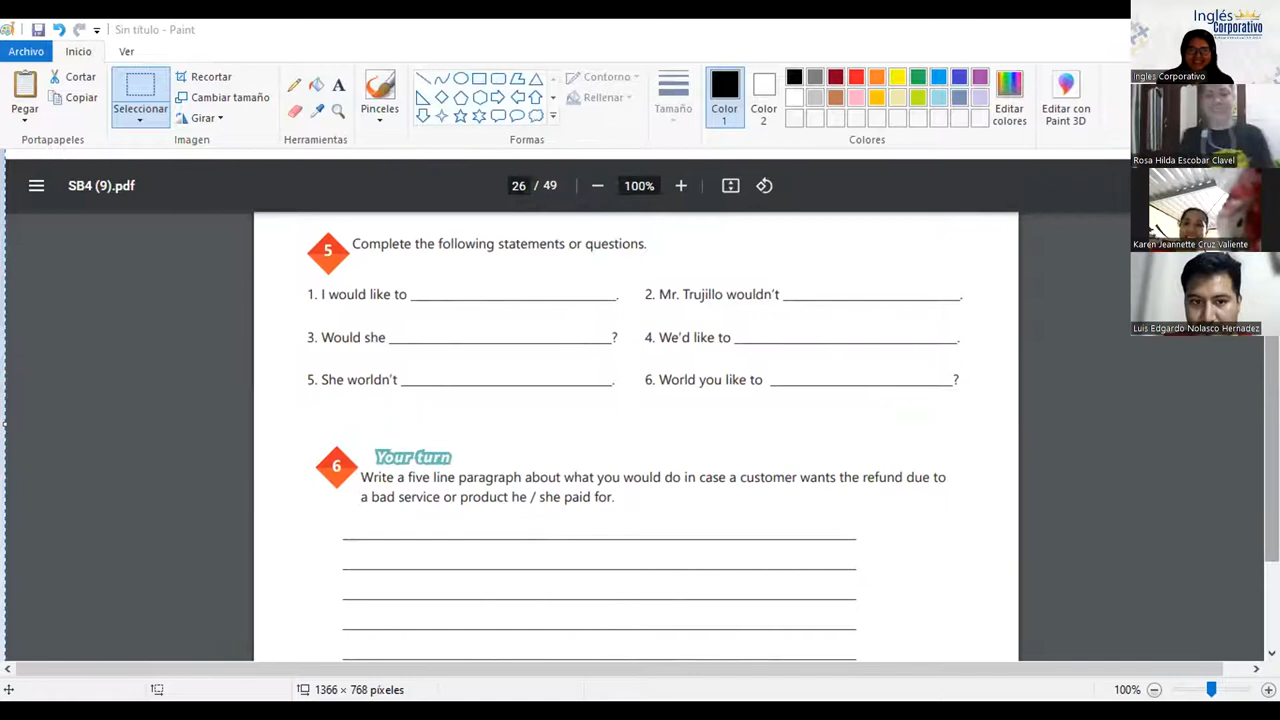 Sin título - Paint
Archivo Inicio Ver
Pegar
Cortar
Copiar
Portapapeles
Seleccionar
Recortar
Cambiar tamaño
Girar
Imagen
Herramientas
Pinceles
Contorno
Rellenar
Formas
Tamaño
Color 1
Color 2
Colores
Editar colores
Editar con Paint 3D
Inglés
Corporativo
Ingles Corporativo
Rosa Hilda Escobar Clavel
Karen Jeannette Cruz Valiente
Luis Edgardo Nolasco Hernadez
SB4 (9).pdf
26 / 49
100%
5 Complete the following statements or questions.
1. I would like to ______.
2. Mr. Trujillo wouldn't ______.
3. Would she ______?
4. We'd like to ______.
5. She worldn't ______.
6. World you like to ______?
6 Your turn
Write a five line paragraph about what you would do in case a customer wants the refund due to
a bad service or product he / she paid for.
1366 × 768 píxeles
100%